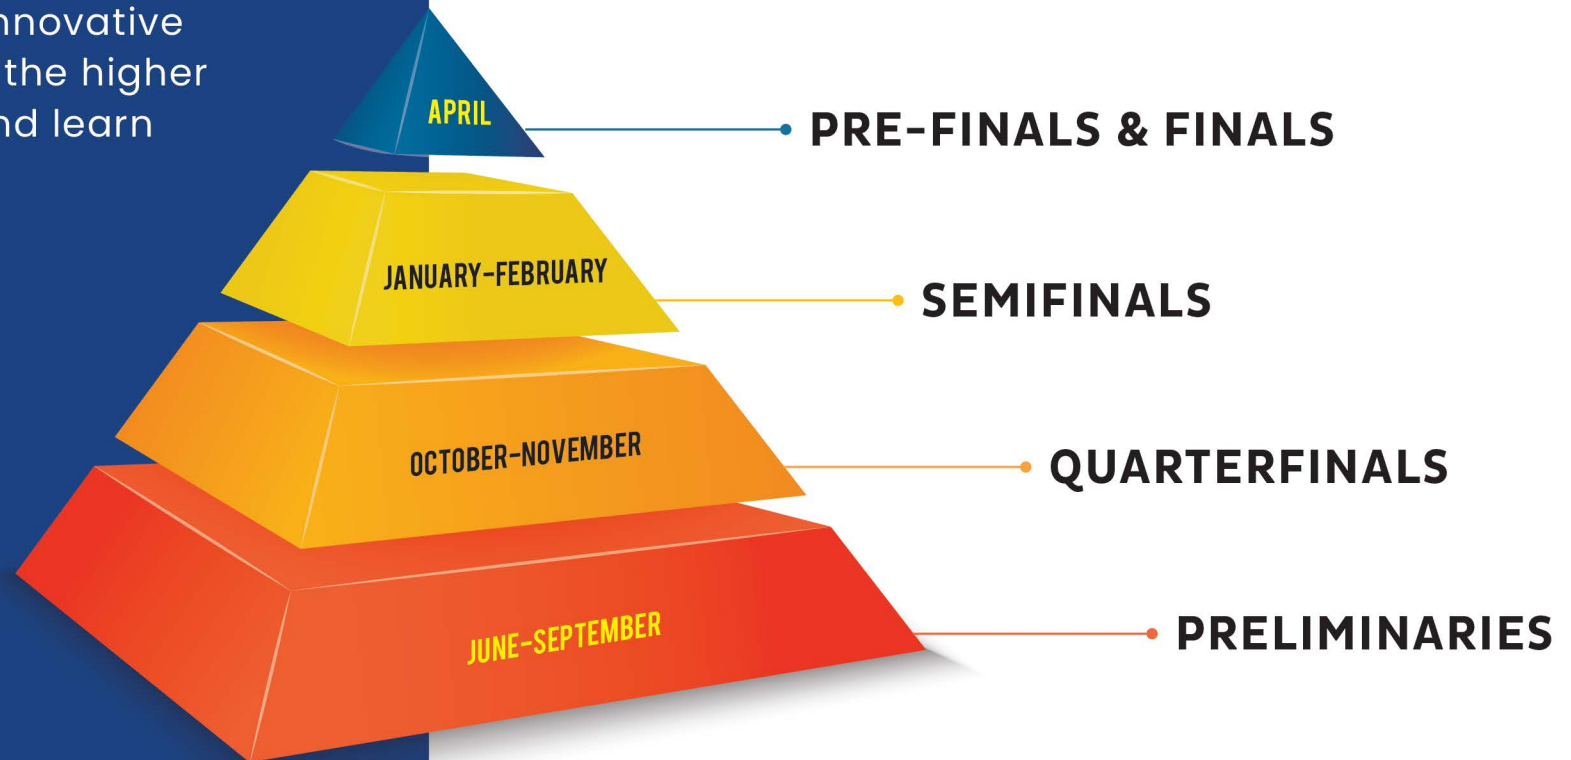 nnovative
the higher
nd learn
APRIL
PRE-FINALS & FINALS
JANUARY-FEBRUARY
SEMIFINALS
OCTOBER-NOVEMBER
QUARTERFINALS
JUNE-SEPTEMBER
PRELIMINARIES